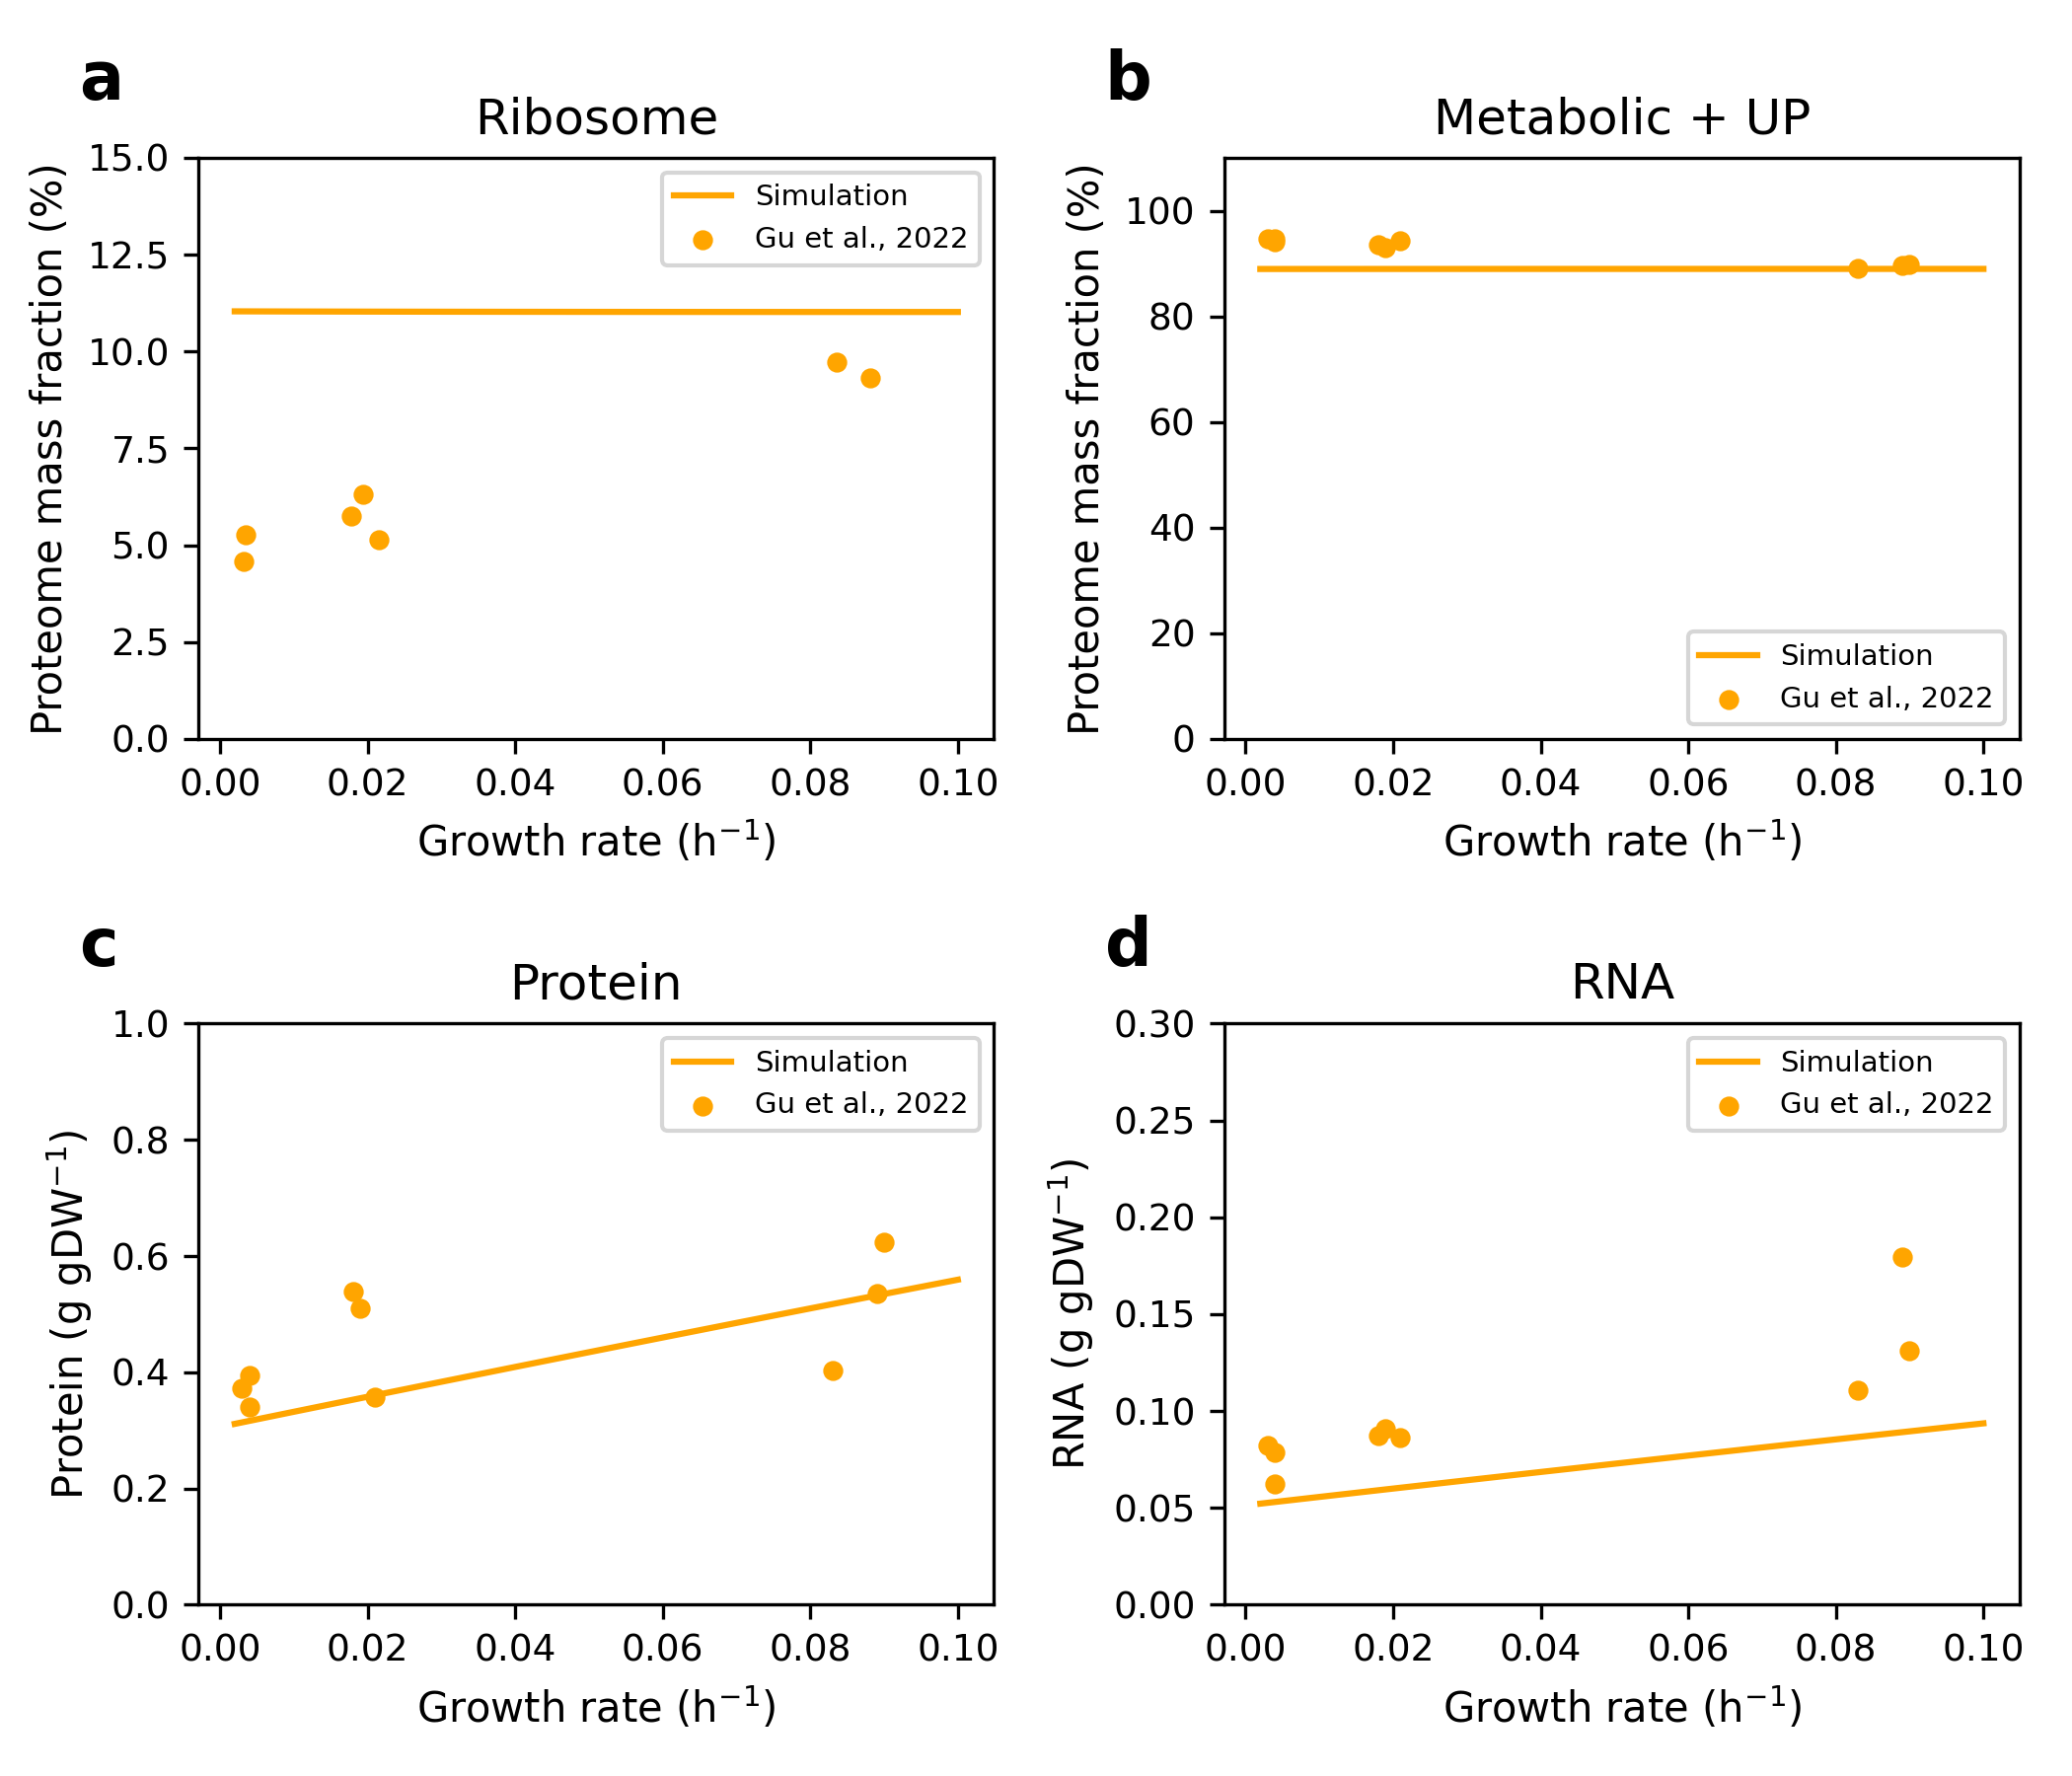 a
Ribosome
Proteome mass fraction (%)
15.0
12.5
10.0
7.5
5.0
2.5
0.0
Simulation
Gu et al., 2022
0.00 0.02 0.04 0.06 0.08 0.10
Growth rate (h⁻¹)
b
Metabolic + UP
Proteome mass fraction (%)
100
80
60
40
20
0
Simulation
Gu et al., 2022
0.00 0.02 0.04 0.06 0.08 0.10
Growth rate (h⁻¹)
c
Protein
Protein (g gDW⁻¹)
1.0
0.8
0.6
0.4
0.2
0.0
Simulation
Gu et al., 2022
0.00 0.02 0.04 0.06 0.08 0.10
Growth rate (h⁻¹)
d
RNA
RNA (g gDW⁻¹)
0.30
0.25
0.20
0.15
0.10
0.05
0.00
Simulation
Gu et al., 2022
0.00 0.02 0.04 0.06 0.08 0.10
Growth rate (h⁻¹)